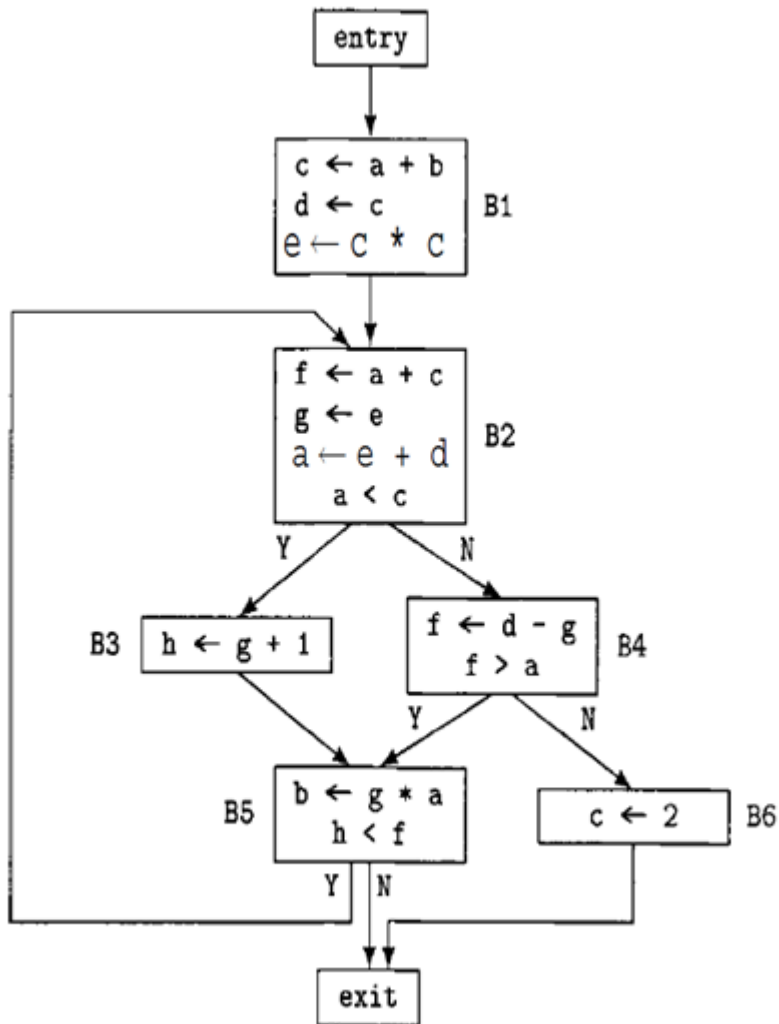 entry
c ← a + b
d ← c
e ← C * C
B1
f ← a + c
g ← e
a ← e + d
a < c
B2
Y
N
B3
h ← g + 1
f ← d - g
f > a
B4
Y
N
B5
b ← g * a
h < f
c ← 2
B6
Y
N
exit